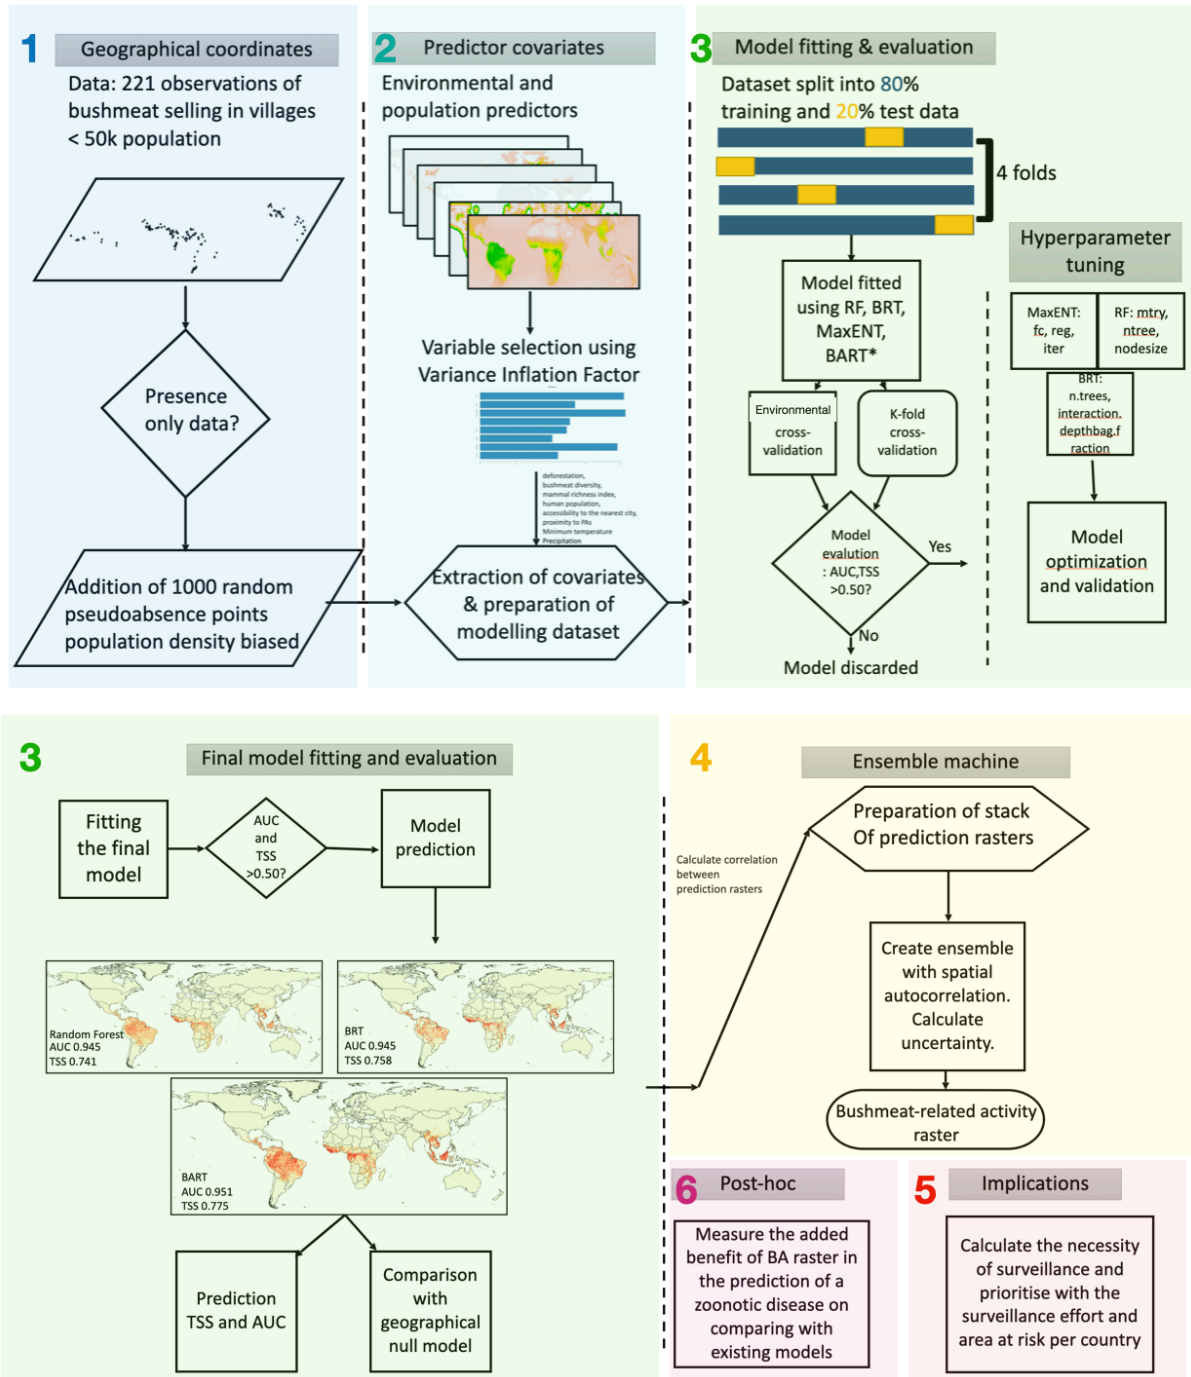 1
Geographical coordinates
Data: 221 observations of
bushmeat selling in villages
< 50k population
Presence
only data?
Addition of 1000 random
pseudoabsence points
population density biased
2
Predictor covariates
Environmental and
population predictors
Variable selection using
Variance Inflation Factor
deforestation,
bushmeat diversity,
mammal richness index,
human population,
accessibility to the nearest city,
proximity to PAs
Minimum temperature
Precipitation
Extraction of covariates
& preparation of
modelling dataset
3
Model fitting & evaluation
Dataset split into 80%
training and 20% test data
4 folds
Model fitted
using RF, BRT,
MaxENT,
BART*
Environmental
cross-
validation
K-fold
cross-
validation
Model
evalution
: AUC,TSS
>0.50?
Yes
No
Model discarded
Hyperparameter
tuning
MaxENT:
fc, reg,
iter
RF: mtry,
ntree,
nodesize
BRT:
n.trees,
interaction.
depthbag.f
raction
Model
optimization
and validation
3
Final model fitting and evaluation
Fitting
the final
model
AUC
and
TSS
>0.50?
Model
prediction
Random Forest
AUC 0.945
TSS 0.741
BRT
AUC 0.945
TSS 0.758
BART
AUC 0.951
TSS 0.775
Prediction
TSS and AUC
Comparison
with
geographical
null model
4
Ensemble machine
Calculate correlation
between
prediction rasters
Preparation of stack
Of prediction rasters
Create ensemble
with spatial
autocorrelation.
Calculate
uncertainty.
Bushmeat-related activity
raster
6
Post-hoc
Measure the added
benefit of BA raster in
the prediction of a
zoonotic disease on
comparing with
existing models
5
Implications
Calculate the necessity
of surveillance and
prioritise with the
surveillance effort and
area at risk per country